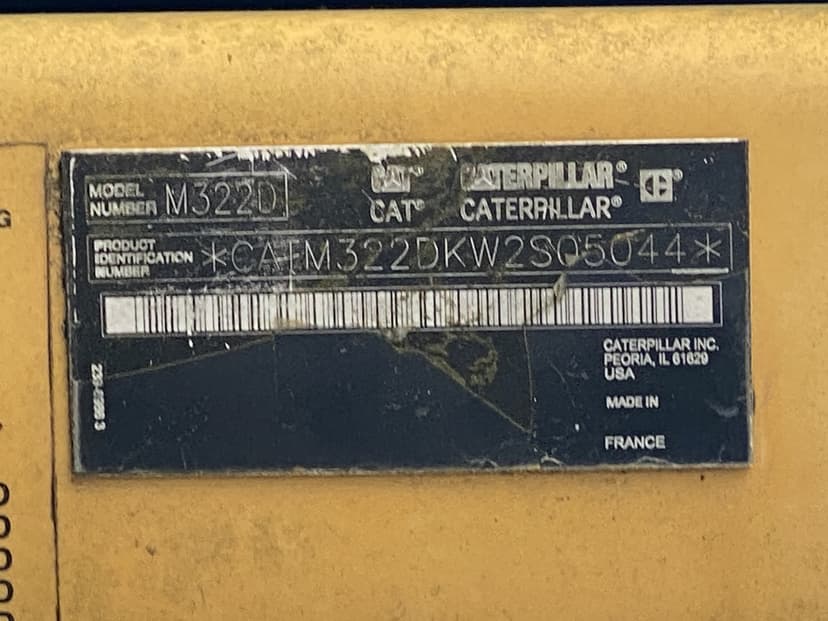 MODEL
NUMBER M322D
CAT® CATERPILLAR®
CAT® CATERPILLAR®
PRODUCT
IDENTIFICATION
NUMBER
*CATM322DKW2S05044*
CATERPILLAR INC.
PEORIA, IL 61629
USA
MADE IN
FRANCE
G